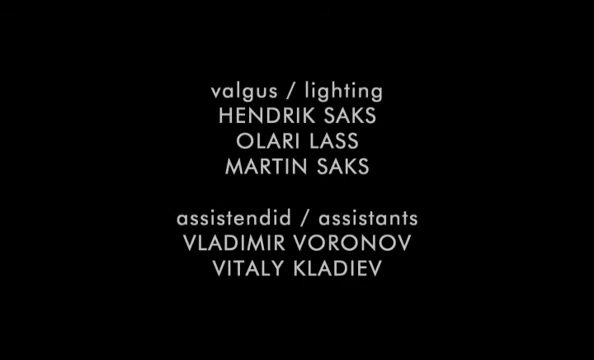 valgus / lighting
HENDRIK SAKS
OLARI LASS
MARTIN SAKS
assistendid / assistants
VLADIMIR VORONOV
VITALY KLADIEV